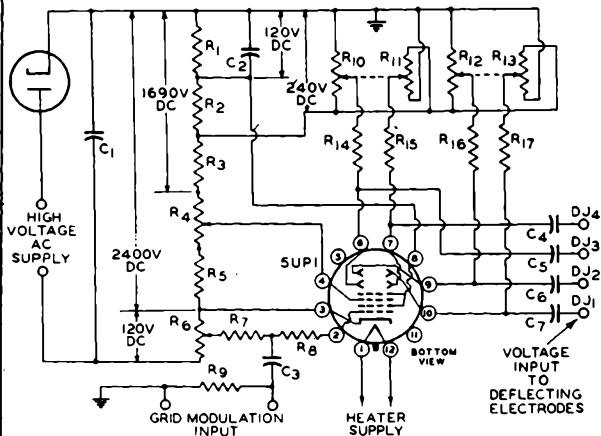 R1
120V
DC
C2
R10
R11
R12
R13
1690V
DC
240V
DC
R2
R3
C1
R14
R15
R16
R17
HIGH
VOLTAGE
AC
SUPPLY
R4
2400V
DC
R5
5UP1
6
7
5
8
4
9
3
10
2
11
1
12
BOTTOM
VIEW
C4
DJ4
C5
DJ3
C6
DJ2
C7
DJ1
120V
DC
R6
R7
R8
C3
R9
GRID MODULATION
INPUT
HEATER
SUPPLY
VOLTAGE
INPUT
TO
DEFLECTING
ELECTRODES